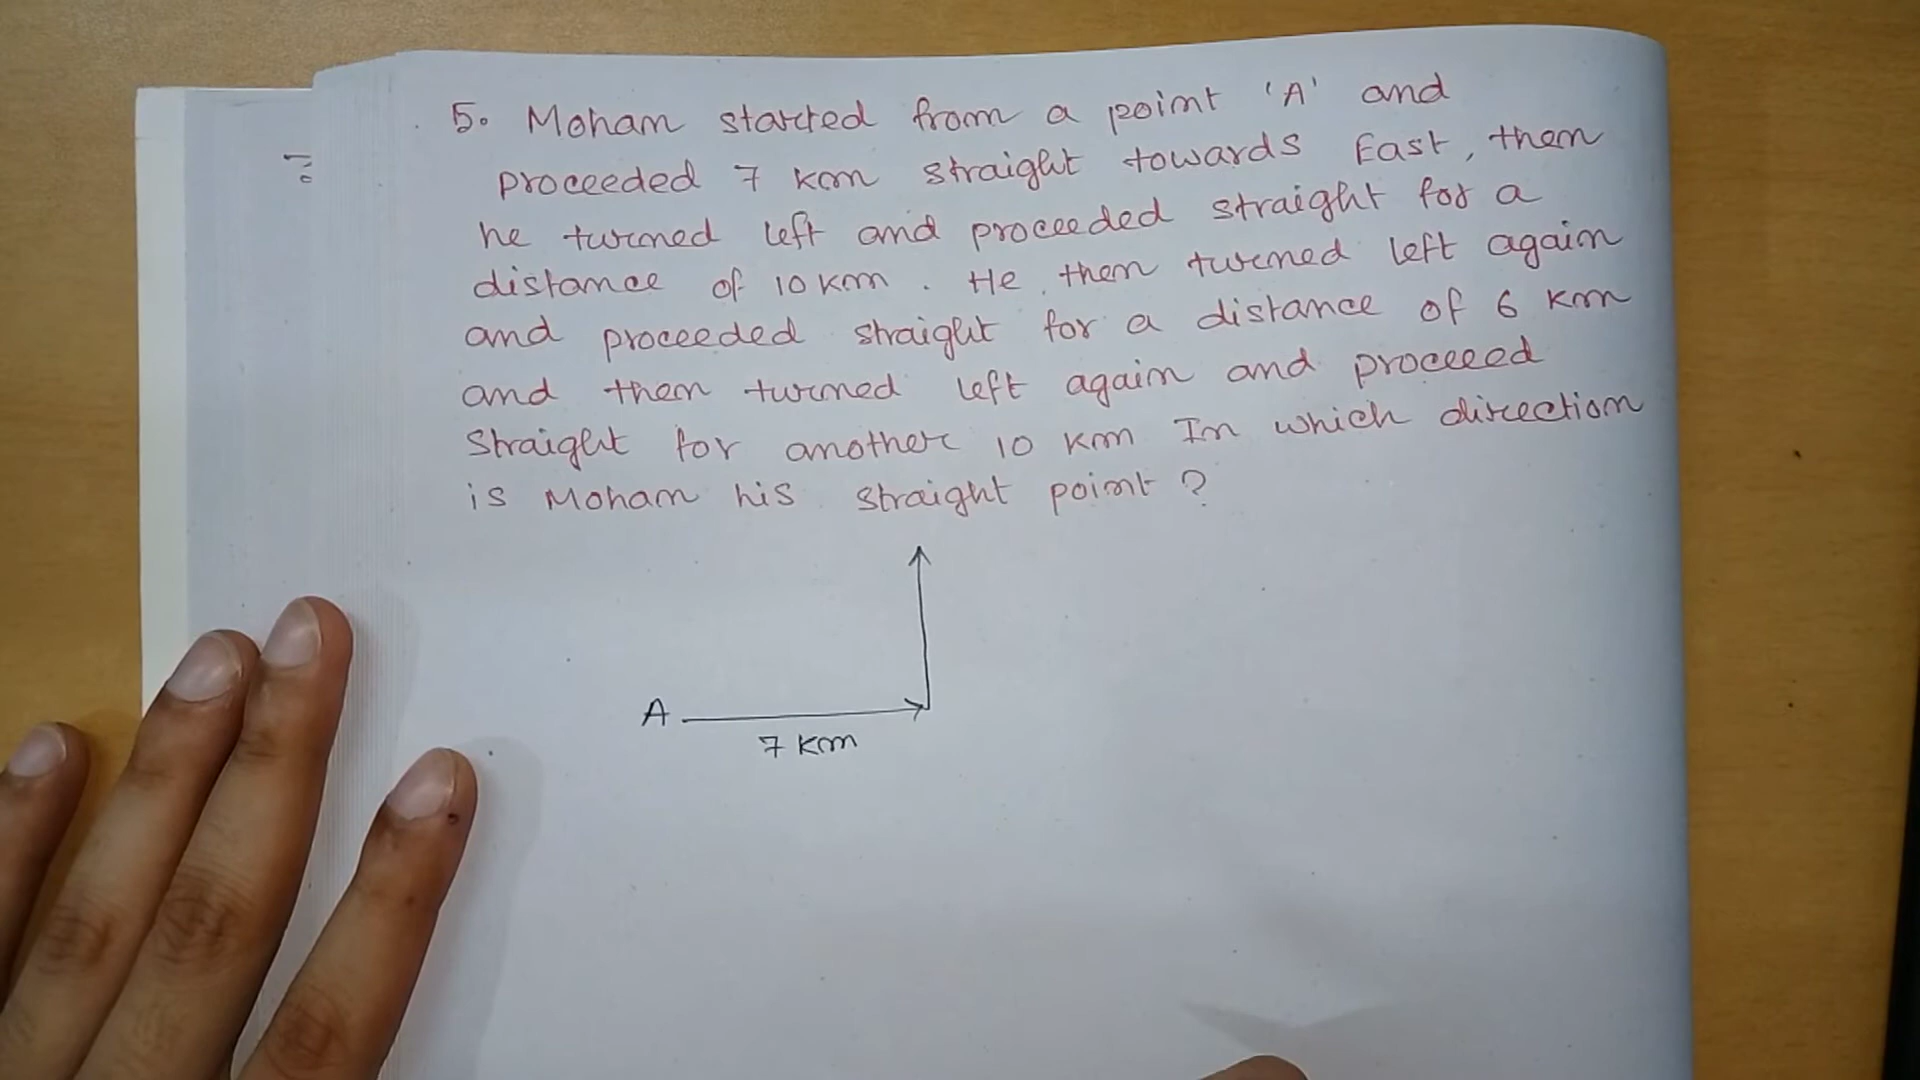 5. Mohan started from a point 'A' and
proceeded 7 km straight towards East, then
he turned left and proceeded straight for a
distance of 10 km. He then turned left again
and proceeded straight for a distance of 6 km
and then turned left again and proceeed
Straight for another 10 km In which direction
is Mohan his straight point ?
A
7 km